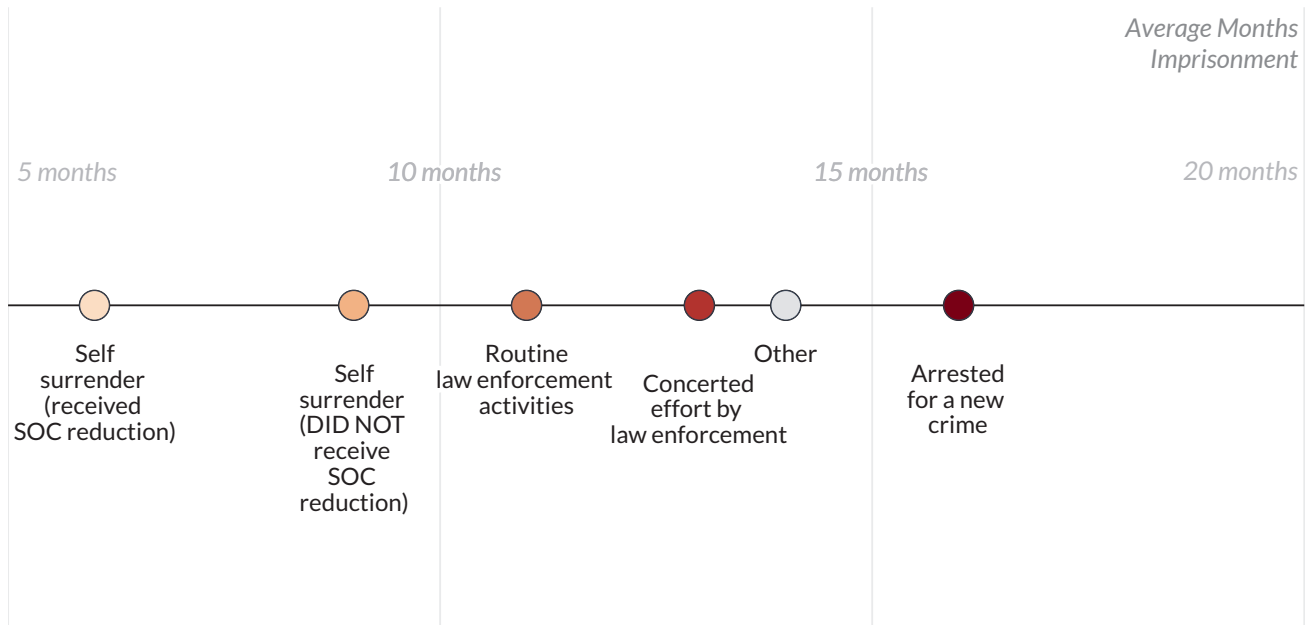 Average Months
Imprisonment
5 months
10 months
15 months
20 months
Self
surrender
(received
SOC reduction)
Self
surrender
(DID NOT
receive
SOC
reduction)
Routine
law enforcement
activities
Concerted
effort by
law enforcement
Other
Arrested
for a new
crime